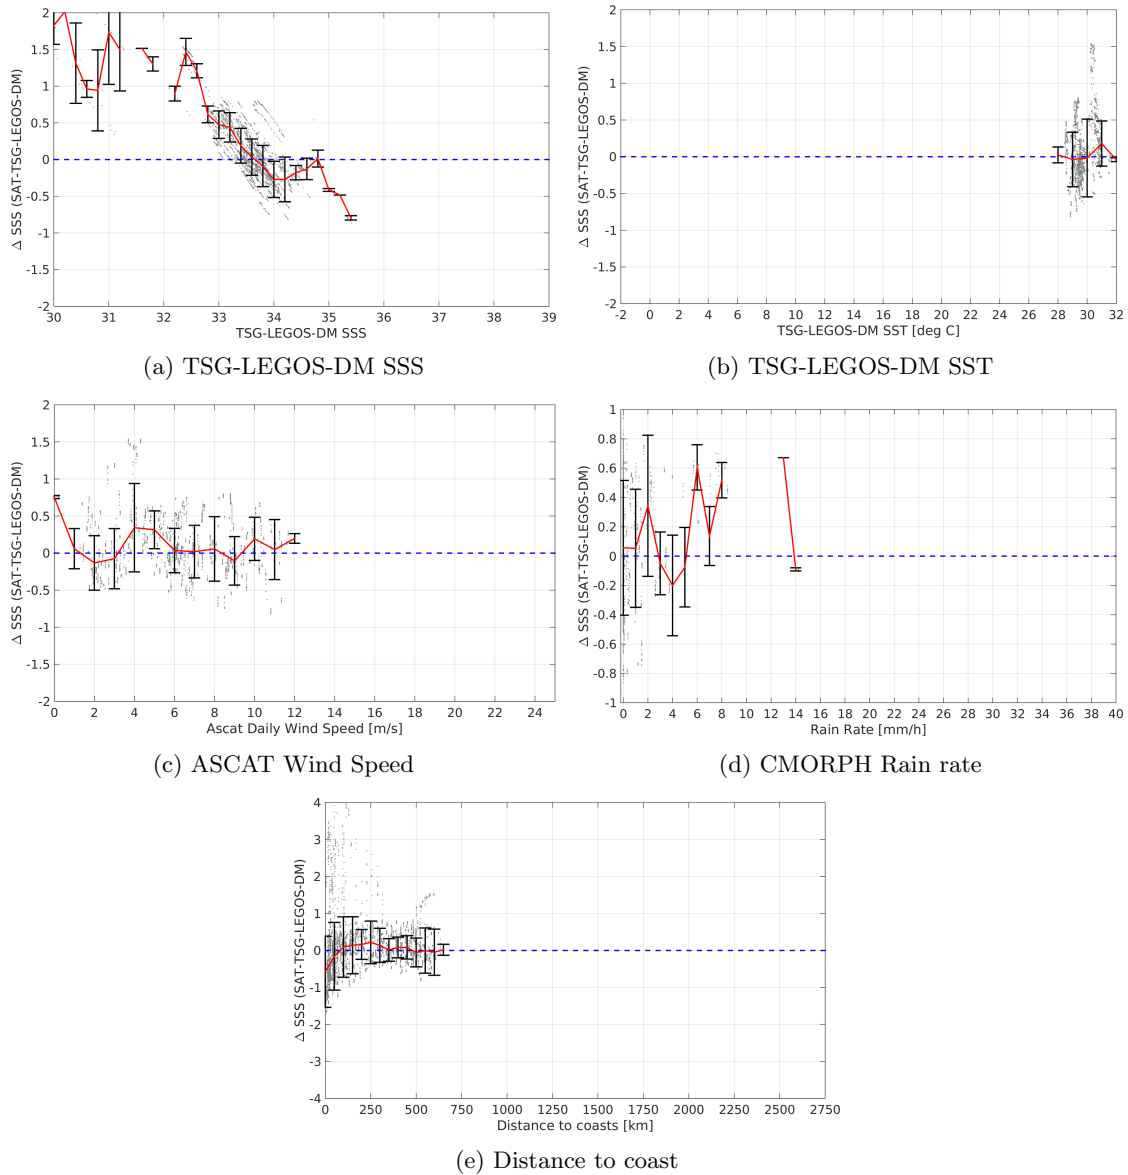 2
1.5
1
0.5
0
-0.5
-1
-1.5
-2
Δ SSS (SAT-TSG-LEGOS-DM)
30 31 32 33 34 35 36 37 38 39
TSG-LEGOS-DM SSS
(a) TSG-LEGOS-DM SSS
2
1.5
1
0.5
0
-0.5
-1
-1.5
-2
Δ SSS (SAT-TSG-LEGOS-DM)
-2 0 2 4 6 8 10 12 14 16 18 20 22 24 26 28 30 32
TSG-LEGOS-DM SST [deg C]
(b) TSG-LEGOS-DM SST
2
1.5
1
0.5
0
-0.5
-1
-1.5
-2
Δ SSS (SAT-TSG-LEGOS-DM)
0 2 4 6 8 10 12 14 16 18 20 22 24
Ascat Daily Wind Speed [m/s]
(c) ASCAT Wind Speed
1
0.8
0.6
0.4
0.2
0
-0.2
-0.4
-0.6
-0.8
-1
Δ SSS (SAT-TSG-LEGOS-DM)
0 2 4 6 8 10 12 14 16 18 20 22 24 26 28 30 32 34 36 38 40
Rain Rate [mm/h]
(d) CMORPH Rain rate
4
3
2
1
0
-1
-2
-3
-4
Δ SSS (SAT-TSG-LEGOS-DM)
0 250 500 750 1000 1250 1500 1750 2000 2250 2500 2750
Distance to coasts [km]
(e) Distance to coast